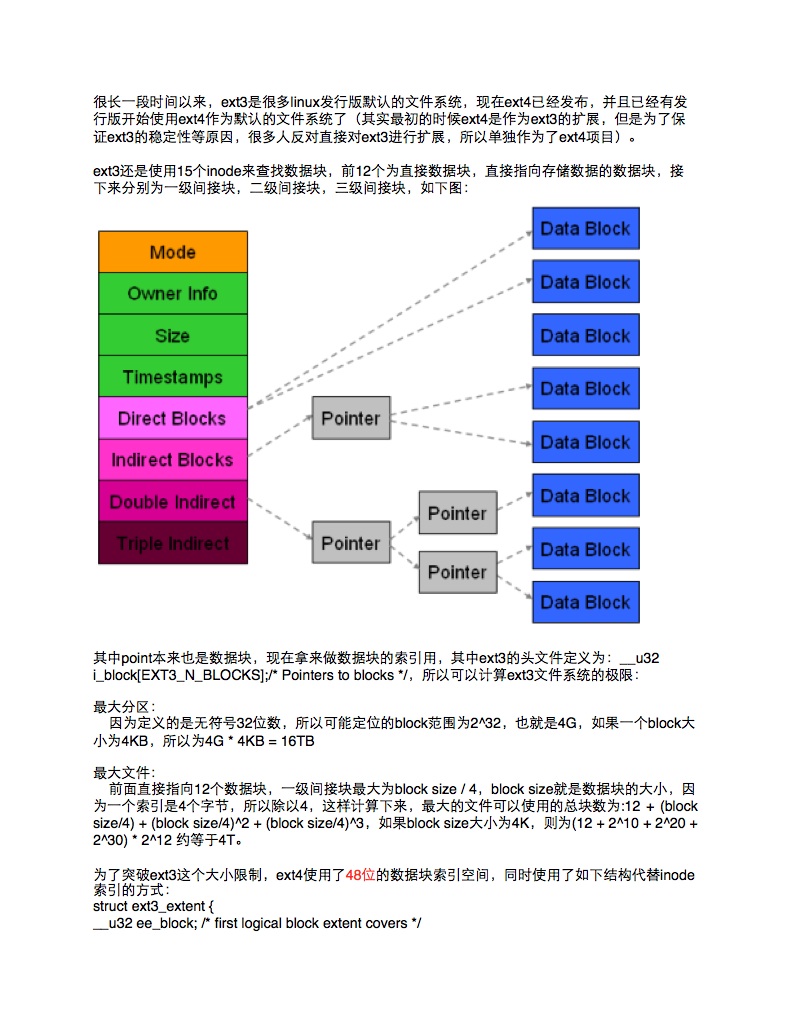 很长一段时间以来，ext3是很多linux发行版默认的文件系统，现在ext4已经发布，并且已经有发
行版开始使用ext4作为默认的文件系统了（其实最初的时候ext4是作为ext3的扩展，但是为了保
证ext3的稳定性等原因，很多人反对直接对ext3进行扩展，所以单独作为了ext4项目）。
ext3还是使用15个inode来查找数据块，前12个为直接数据块，直接指向存储数据的数据块，接
下来分别为一级间接块，二级间接块，三级间接块，如下图：
Mode
Owner Info
Size
Timestamps
Direct Blocks
Indirect Blocks
Double Indirect
Triple Indirect
Pointer
Pointer
Pointer
Pointer
Data Block
Data Block
Data Block
Data Block
Data Block
Data Block
Data Block
Data Block
其中point本来也是数据块，现在拿来做数据块的索引用，其中ext3的头文件定义为：__u32
i_block[EXT3_N_BLOCKS];/* Pointers to blocks */，所以可以计算ext3文件系统的极限：
最大分区：
因为定义的是无符号32位数，所以可能定位的block范围为2^32，也就是4G，如果一个block大
小为4KB，所以为4G * 4KB = 16TB
最大文件：
前面直接指向12个数据块，一级间接块最大为block size / 4，block size就是数据块的大小，因
为一个索引是4个字节，所以除以4，这样计算下来，最大的文件可以使用的总块数为:12 + (block
size/4) + (block size/4)^2 + (block size/4)^3，如果block size大小为4K，则为(12 + 2^10 + 2^20 +
2^30) * 2^12 约等于4T。
为了突破ext3这个大小限制，ext4使用了48位的数据块索引空间，同时使用了如下结构代替inode
索引的方式：
struct ext3_extent {
__u32 ee_block; /* first logical block extent covers */